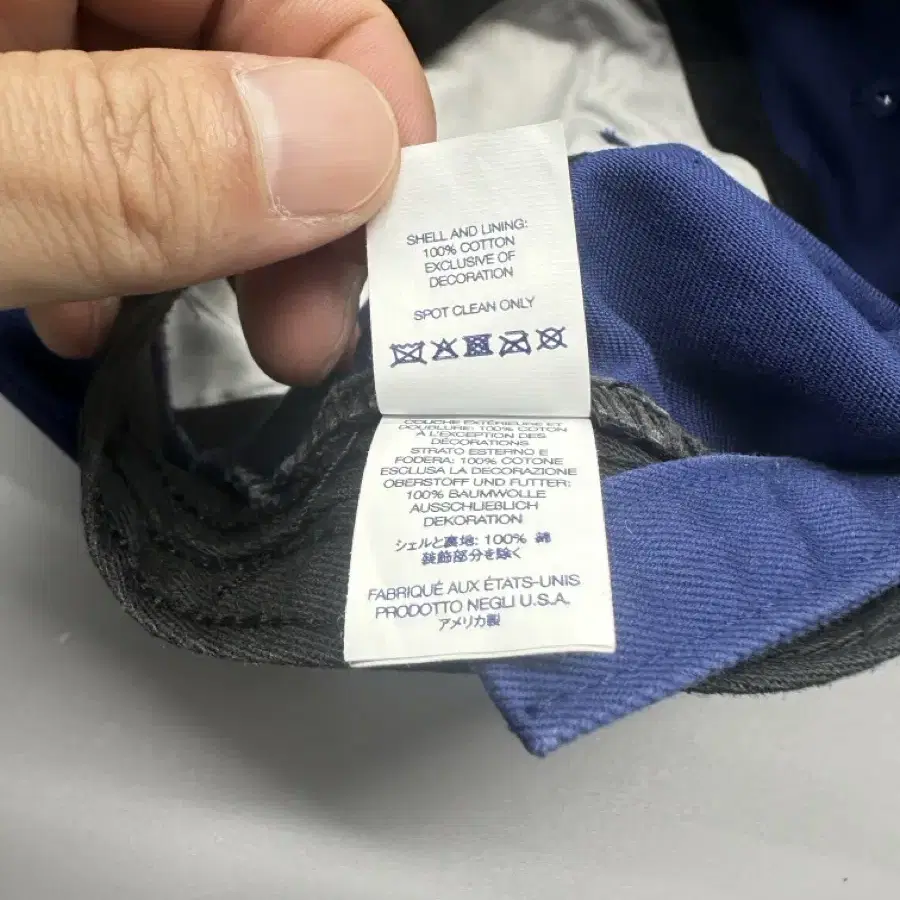 SHELL AND LINING:
100% COTTON
EXCLUSIVE OF
DECORATION
SPOT CLEAN ONLY
COUCHE EXTÉRIEURE ET
DOUBLURE: 100% COTON
À L'EXCEPTION DES
DÉCORATIONS
STRATO ESTERNO E
FODERA: 100% COTONE
ESCLUSA LA DECORAZIONE
OBERSTOFF UND FUTTER:
100% BAUMWOLLE
AUSSCHLIEBLICH
DEKORATION
シェルと裏地: 100% 綿
装飾部分を除く
FABRIQUÉ AUX ÉTATS-UNIS
PRODOTTO NEGLI U.S.A.
アメリカ製